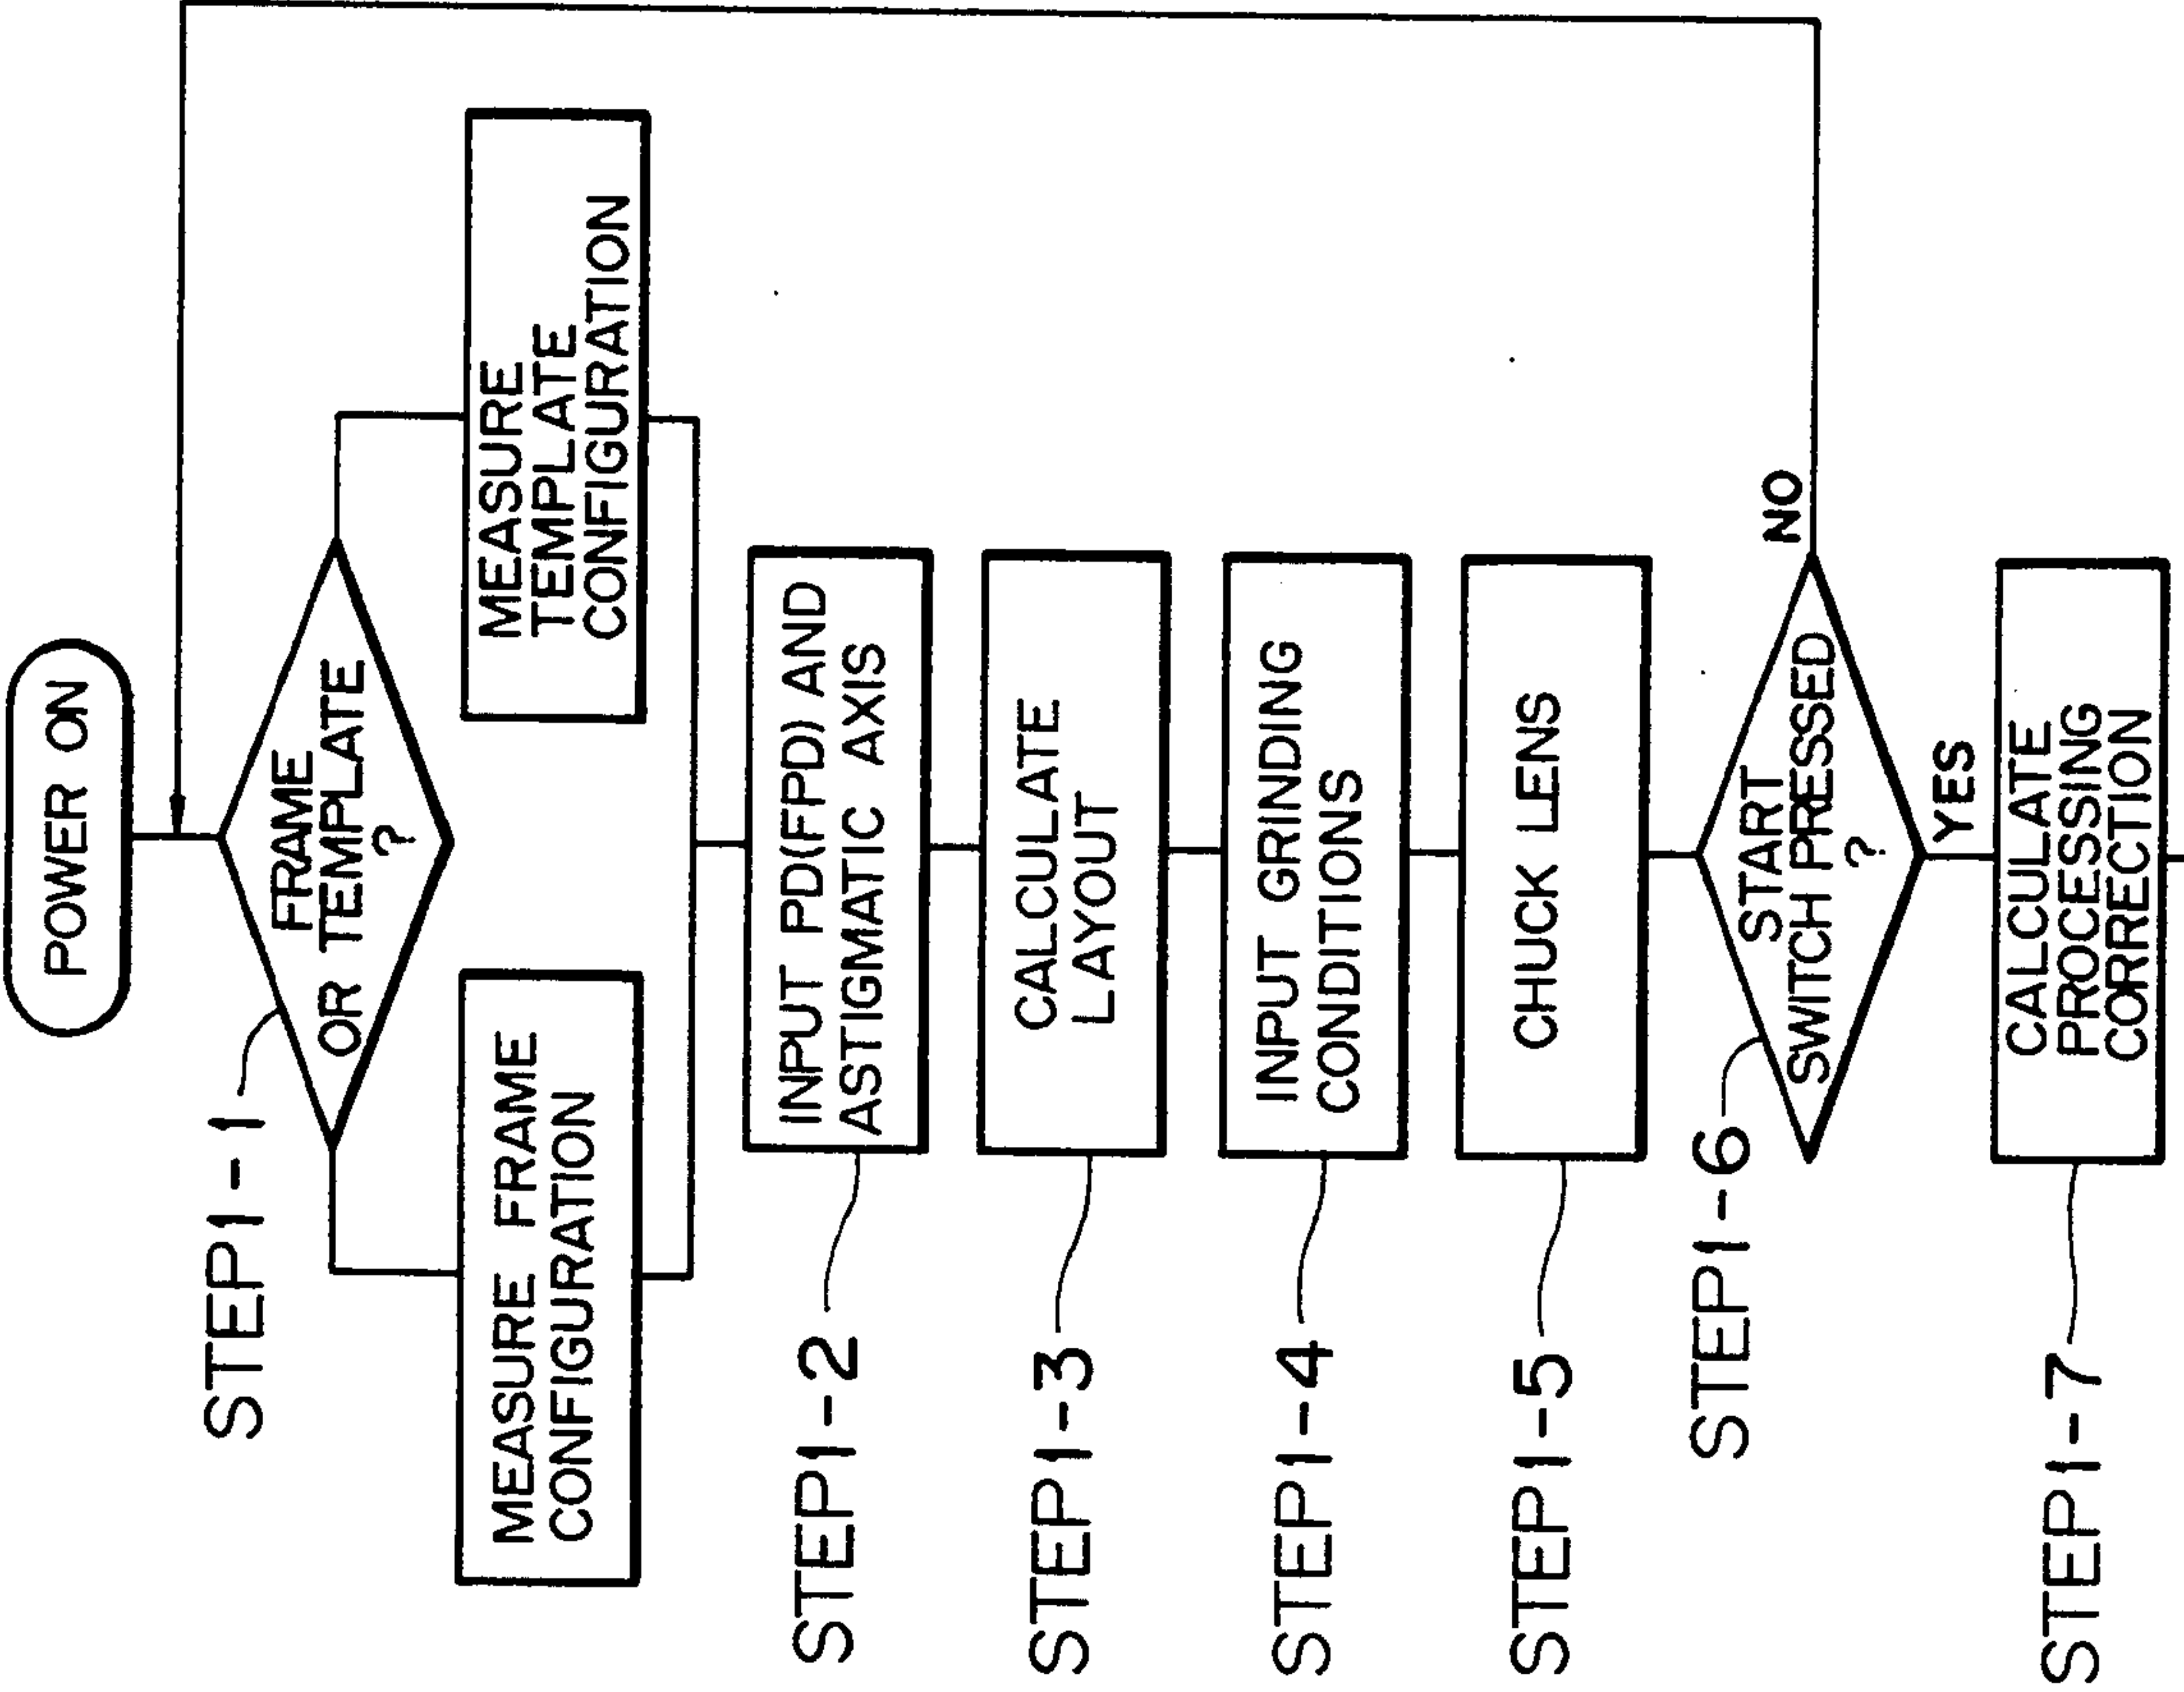 POWER ON
STEP1-1
FRAME
OR TEMPLATE
?
MEASURE FRAME
CONFIGURATION
MEASURE
TEMPLATE
CONFIGURATION
STEP1-2
INPUT PD(FPD) AND
ASTIGMATIC AXIS
STEP1-3
CALCULATE
LAYOUT
STEP1-4
INPUT GRINDING
CONDITIONS
STEP1-5
CHUCK LENS
STEP1-6
START
SWITCH PRESSED
?
NO
YES
STEP1-7
CALCULATE
PROCESSING
CORRECTION